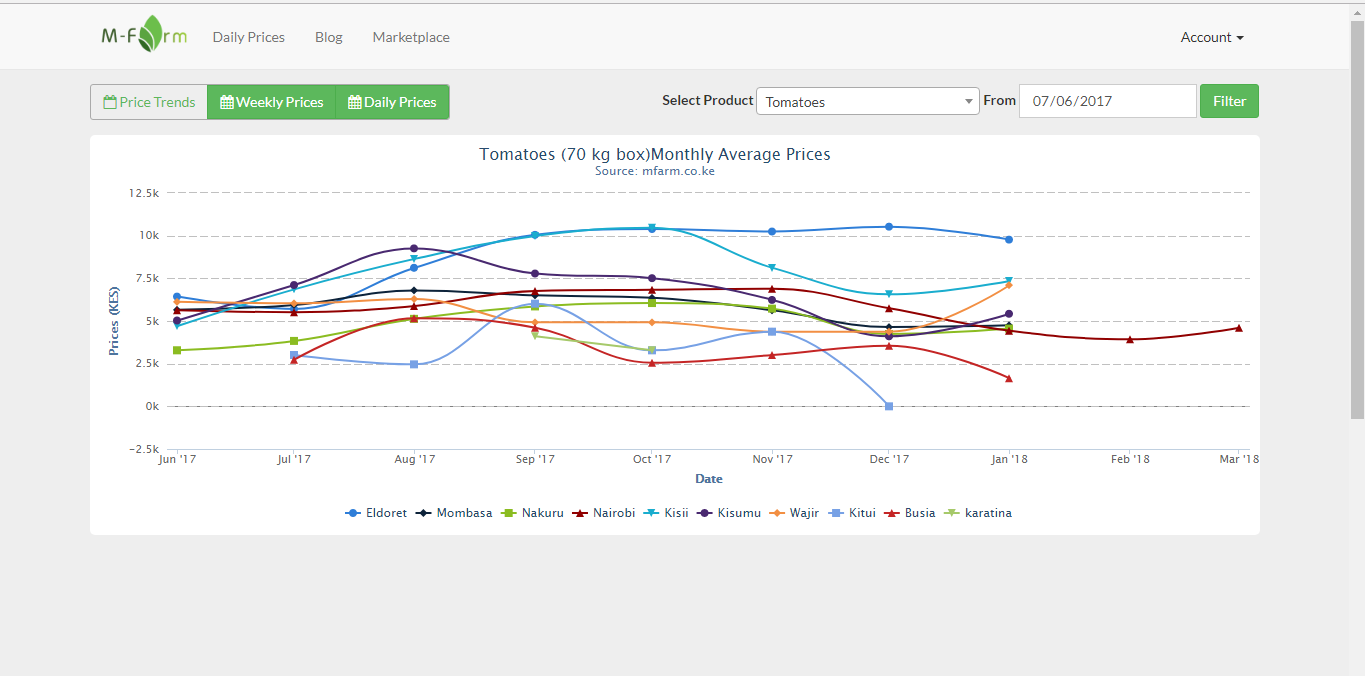 M-Farm Daily Prices Blog Marketplace Account
Price Trends Weekly Prices Daily Prices Select Product Tomatoes From 07/06/2017 Filter
Tomatoes (70 kg box)Monthly Average Prices
Source: mfarm.co.ke
Prices (KES)
12.5k
10k
7.5k
5k
2.5k
0k
-2.5k
Jun '17 Jul '17 Aug '17 Sep '17 Oct '17 Nov '17 Dec '17 Jan '18 Feb '18 Mar '18
Date
Eldoret Mombasa Nakuru Nairobi Kisii Kisumu Wajir Kitui Busia karatina